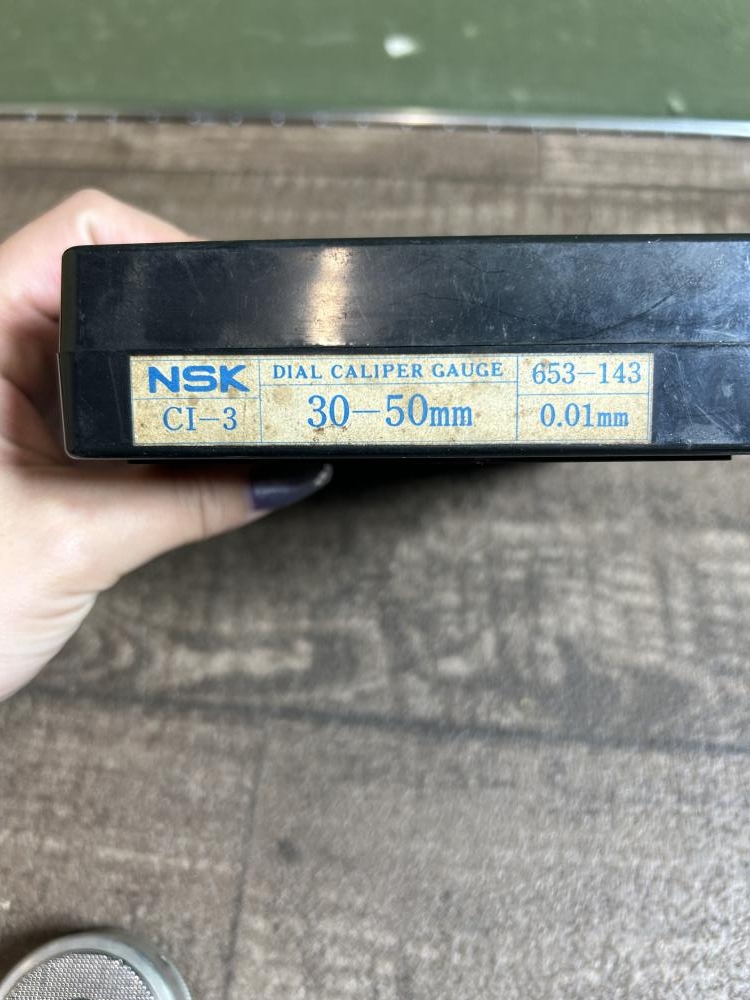 NSK
CI-3
DIAL CALIPER GAUGE
30-50mm
653-143
0.01mm